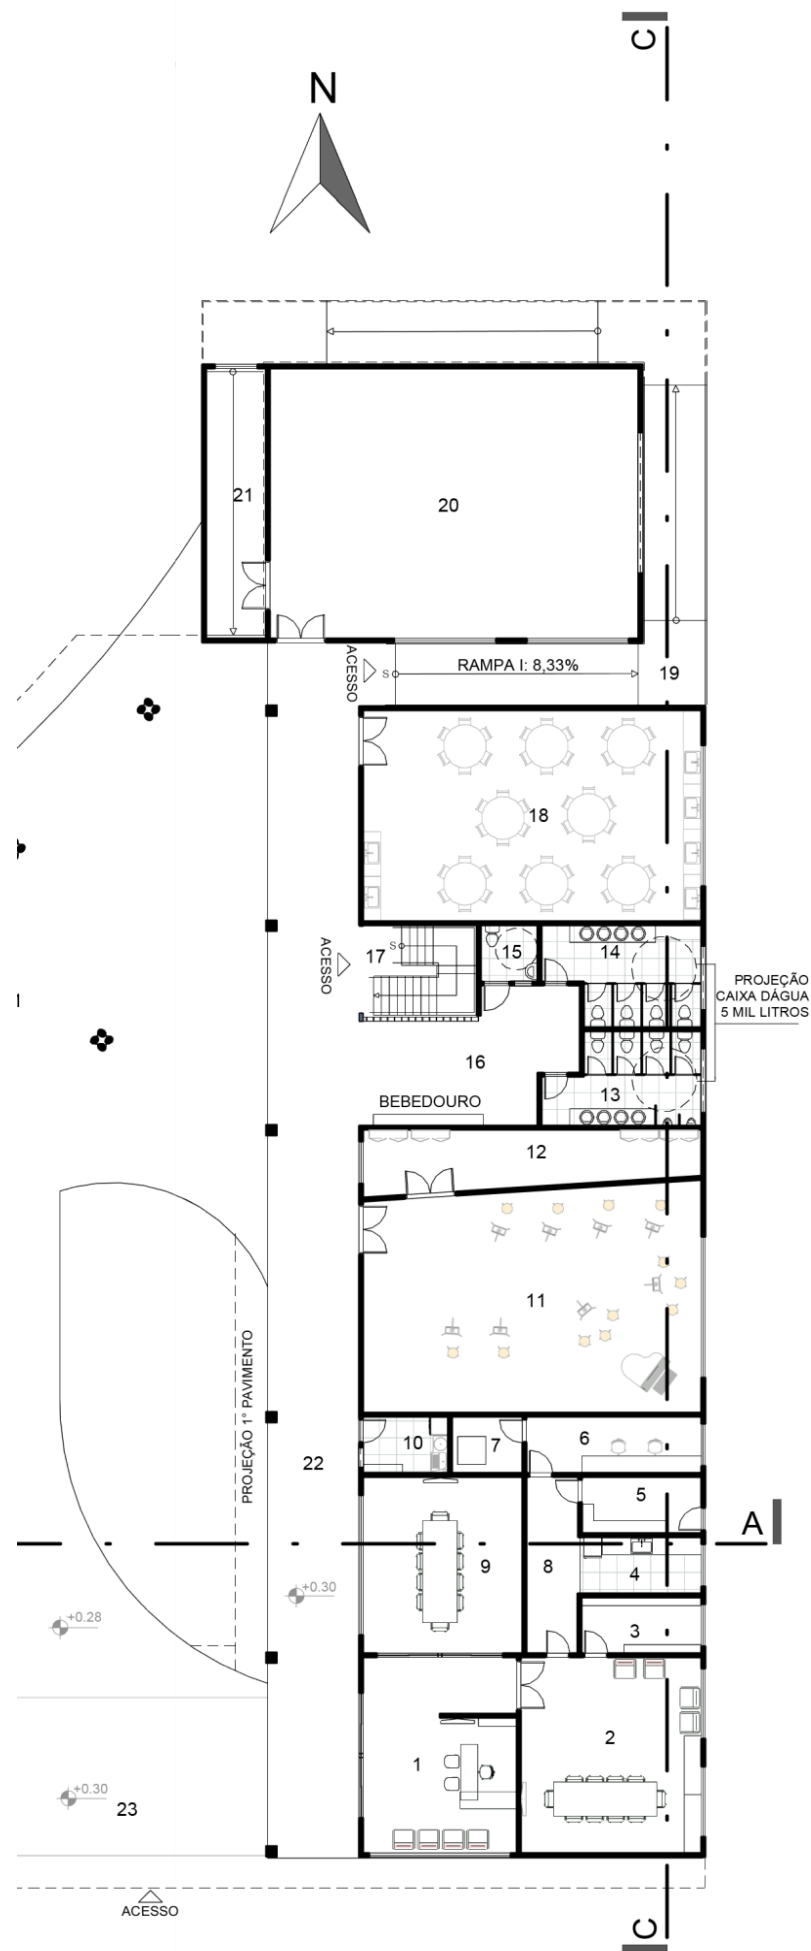 C
N
21
20
ACESSO
S
RAMPA I: 8,33%
19
18
ACESSO
17
S
15
14
PROJEÇÃO
CAIXA DÁGUA
5 MIL LITROS
16
13
BEBEDOURO
12
11
PROJEÇÃO 1° PAVIMENTO
22
10
7
6
5
A
9
8
4
+0.30
+0.28
3
2
1
+0.30
23
ACESSO
C